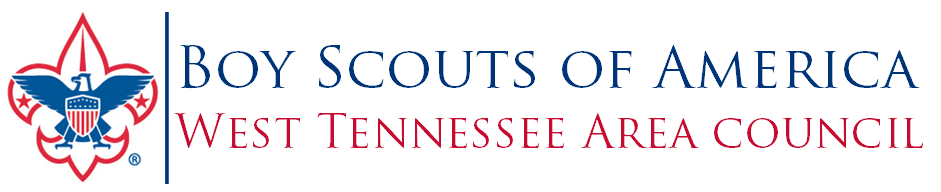 BOY SCOUTS OF AMERICA
WEST TENNESSEE AREA COUNCIL
®